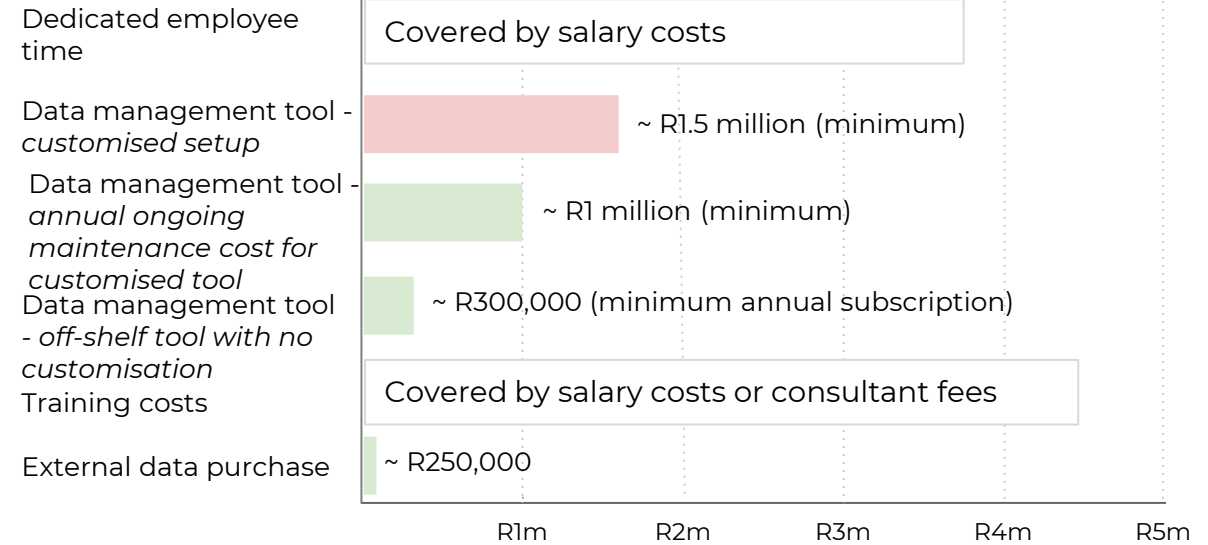 Dedicated employee
time
Covered by salary costs
Data management tool -
customised setup
~ R1.5 million (minimum)
Data management tool -
annual ongoing
maintenance cost for
customised tool
~ R1 million (minimum)
Data management tool
- off-shelf tool with no
customisation
~ R300,000 (minimum annual subscription)
Training costs
Covered by salary costs or consultant fees
External data purchase
~ R250,000
R1m R2m R3m R4m R5m